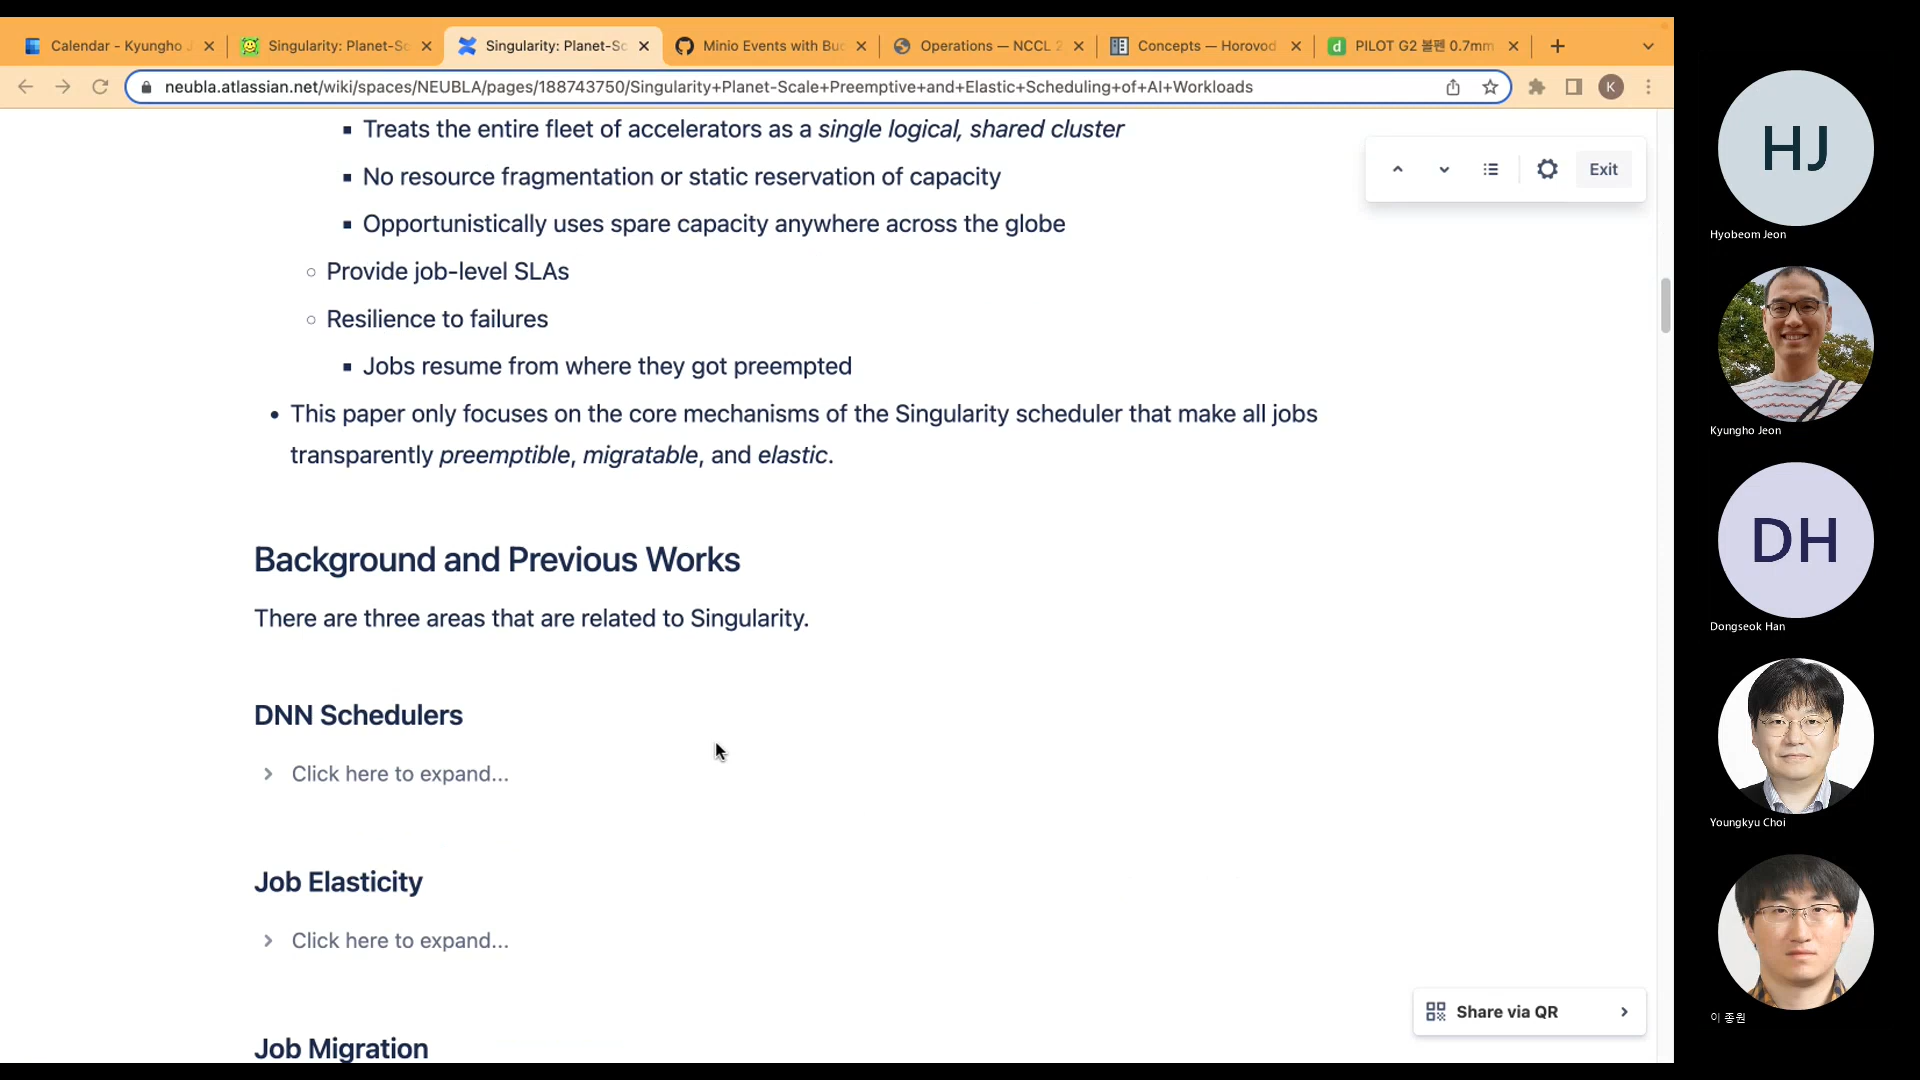 Calendar - Kyungho J
Singularity: Planet-Sc
Singularity: Planet-Sc
Minio Events with Buc
Operations — NCCL 2
Concepts — Horovod
PILOT G2 볼펜 0.7mm
neubla.atlassian.net/wiki/spaces/NEUBLA/pages/188743750/Singularity+Planet-Scale+Preemptive+and+Elastic+Scheduling+of+AI+Workloads
K
Exit
Treats the entire fleet of accelerators as a single logical, shared cluster
No resource fragmentation or static reservation of capacity
Opportunistically uses spare capacity anywhere across the globe
Provide job-level SLAs
Resilience to failures
Jobs resume from where they got preempted
This paper only focuses on the core mechanisms of the Singularity scheduler that make all jobs
transparently preemptible, migratable, and elastic.
Background and Previous Works
There are three areas that are related to Singularity.
DNN Schedulers
Click here to expand...
Job Elasticity
Click here to expand...
Job Migration
Share via QR
HJ
Hyobeom Jeon
Kyungho Jeon
DH
Dongseok Han
Youngkyu Choi
이 종원